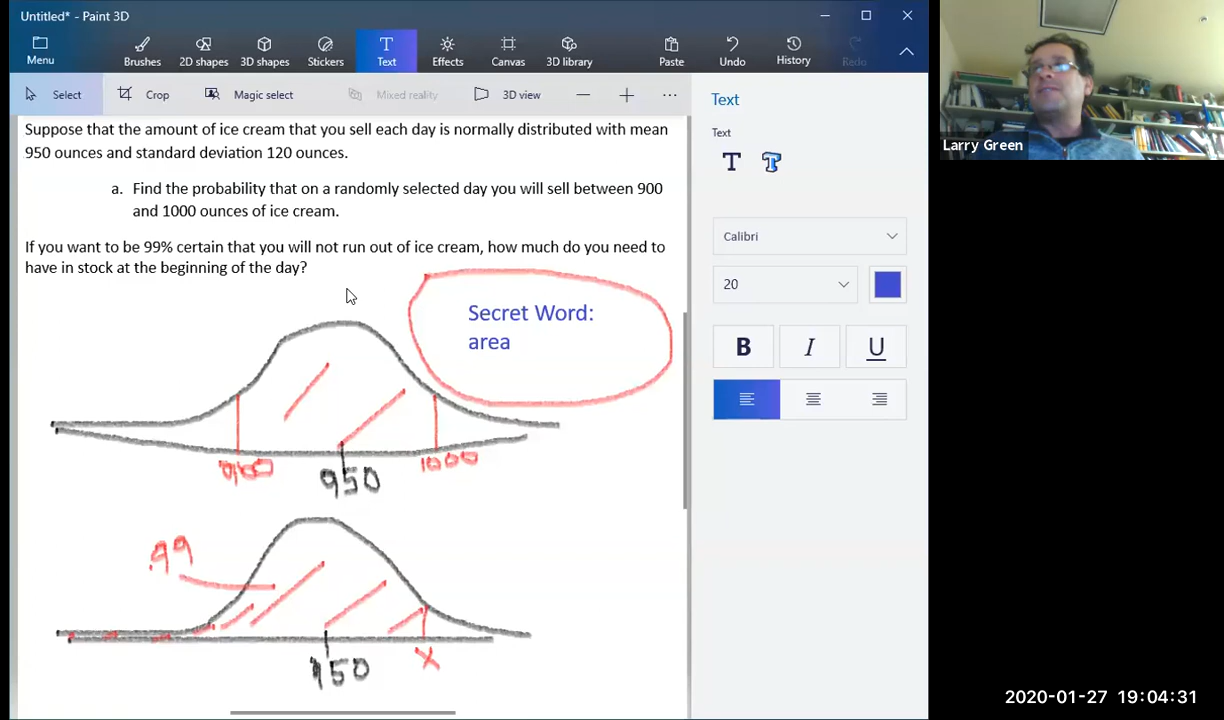 Untitled* - Paint 3D
Menu
Brushes
2D shapes
3D shapes
Stickers
Text
Effects
Canvas
3D library
Paste
Undo
History
Redo
Select
Crop
Magic select
Mixed reality
3D view
Text
Text
Calibri
20
B I U
Larry Green
Suppose that the amount of ice cream that you sell each day is normally distributed with mean
950 ounces and standard deviation 120 ounces.
a. Find the probability that on a randomly selected day you will sell between 900
and 1000 ounces of ice cream.
If you want to be 99% certain that you will not run out of ice cream, how much do you need to
have in stock at the beginning of the day?
Secret Word:
area
900
950
1000
.99
950
x
2020-01-27 19:04:31